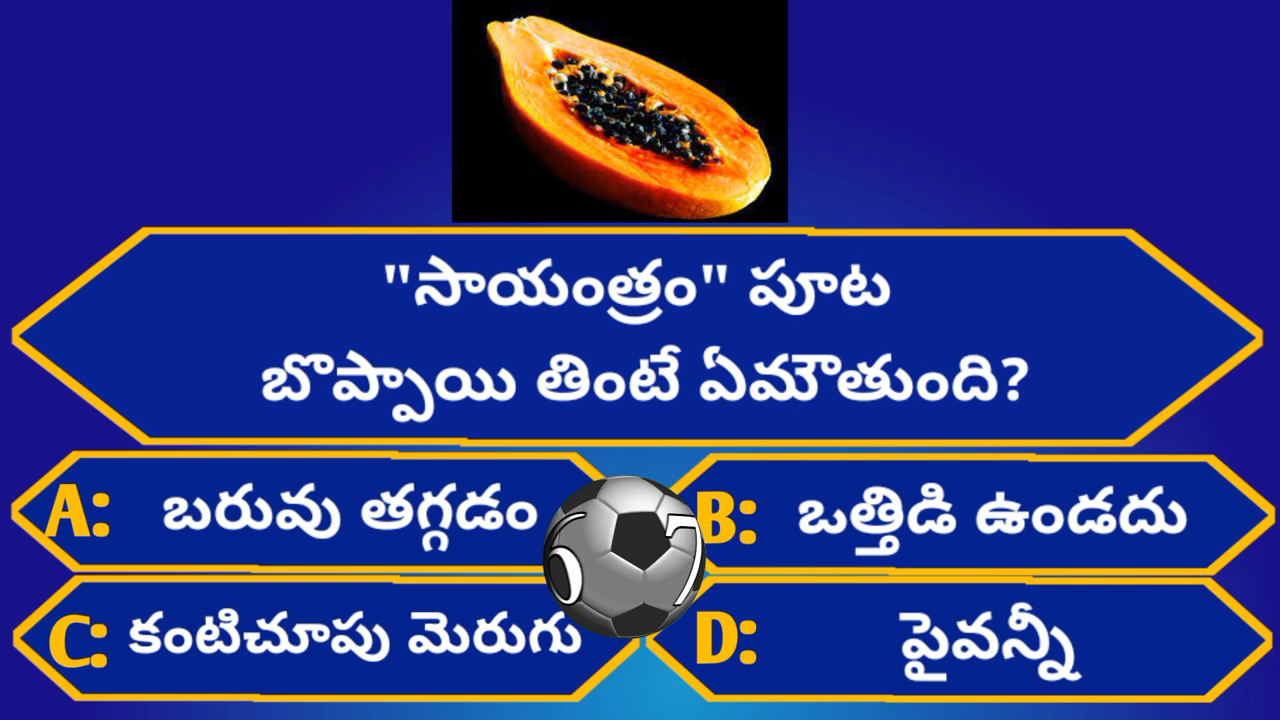 "సాయంత్రం" పూట
బొప్పాయి తింటే ఏమౌతుంది?
A: బరువు తగ్గడం
B: ఒత్తిడి ఉండదు
C: కంటిచూపు మెరుగు
D: పైవన్నీ